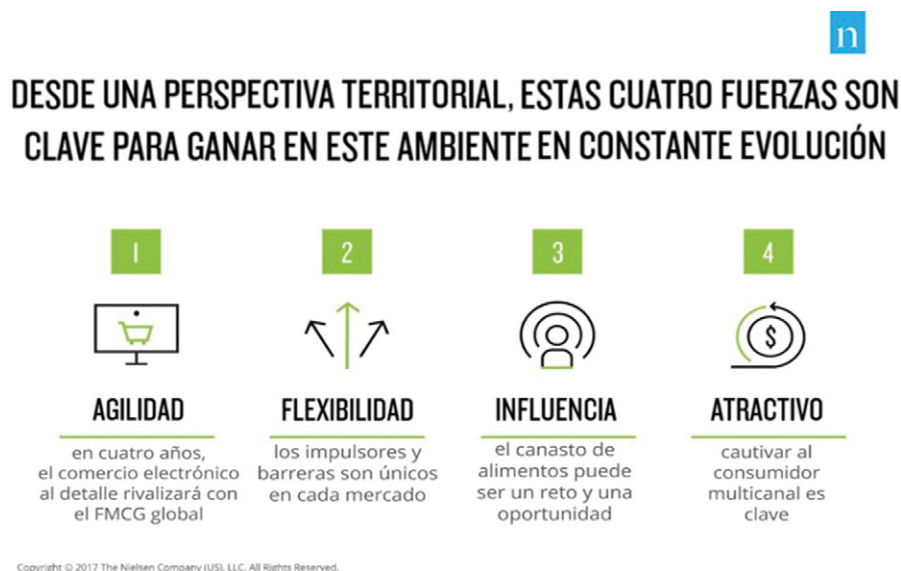 n
DESDE UNA PERSPECTIVA TERRITORIAL, ESTAS CUATRO FUERZAS SON
CLAVE PARA GANAR EN ESTE AMBIENTE EN CONSTANTE EVOLUCIÓN
1
2
3
4
$
AGILIDAD
en cuatro años,
el comercio electrónico
al detalle rivalizará con
el FMCG global
FLEXIBILIDAD
los impulsores y
barreras son únicos
en cada mercado
INFLUENCIA
el canasto de
alimentos puede
ser un reto y una
oportunidad
ATRACTIVO
cautivar al
consumidor
multicanal es
clave
Copyright © 2017 The Nielsen Company (US), LLC. All Rights Reserved.